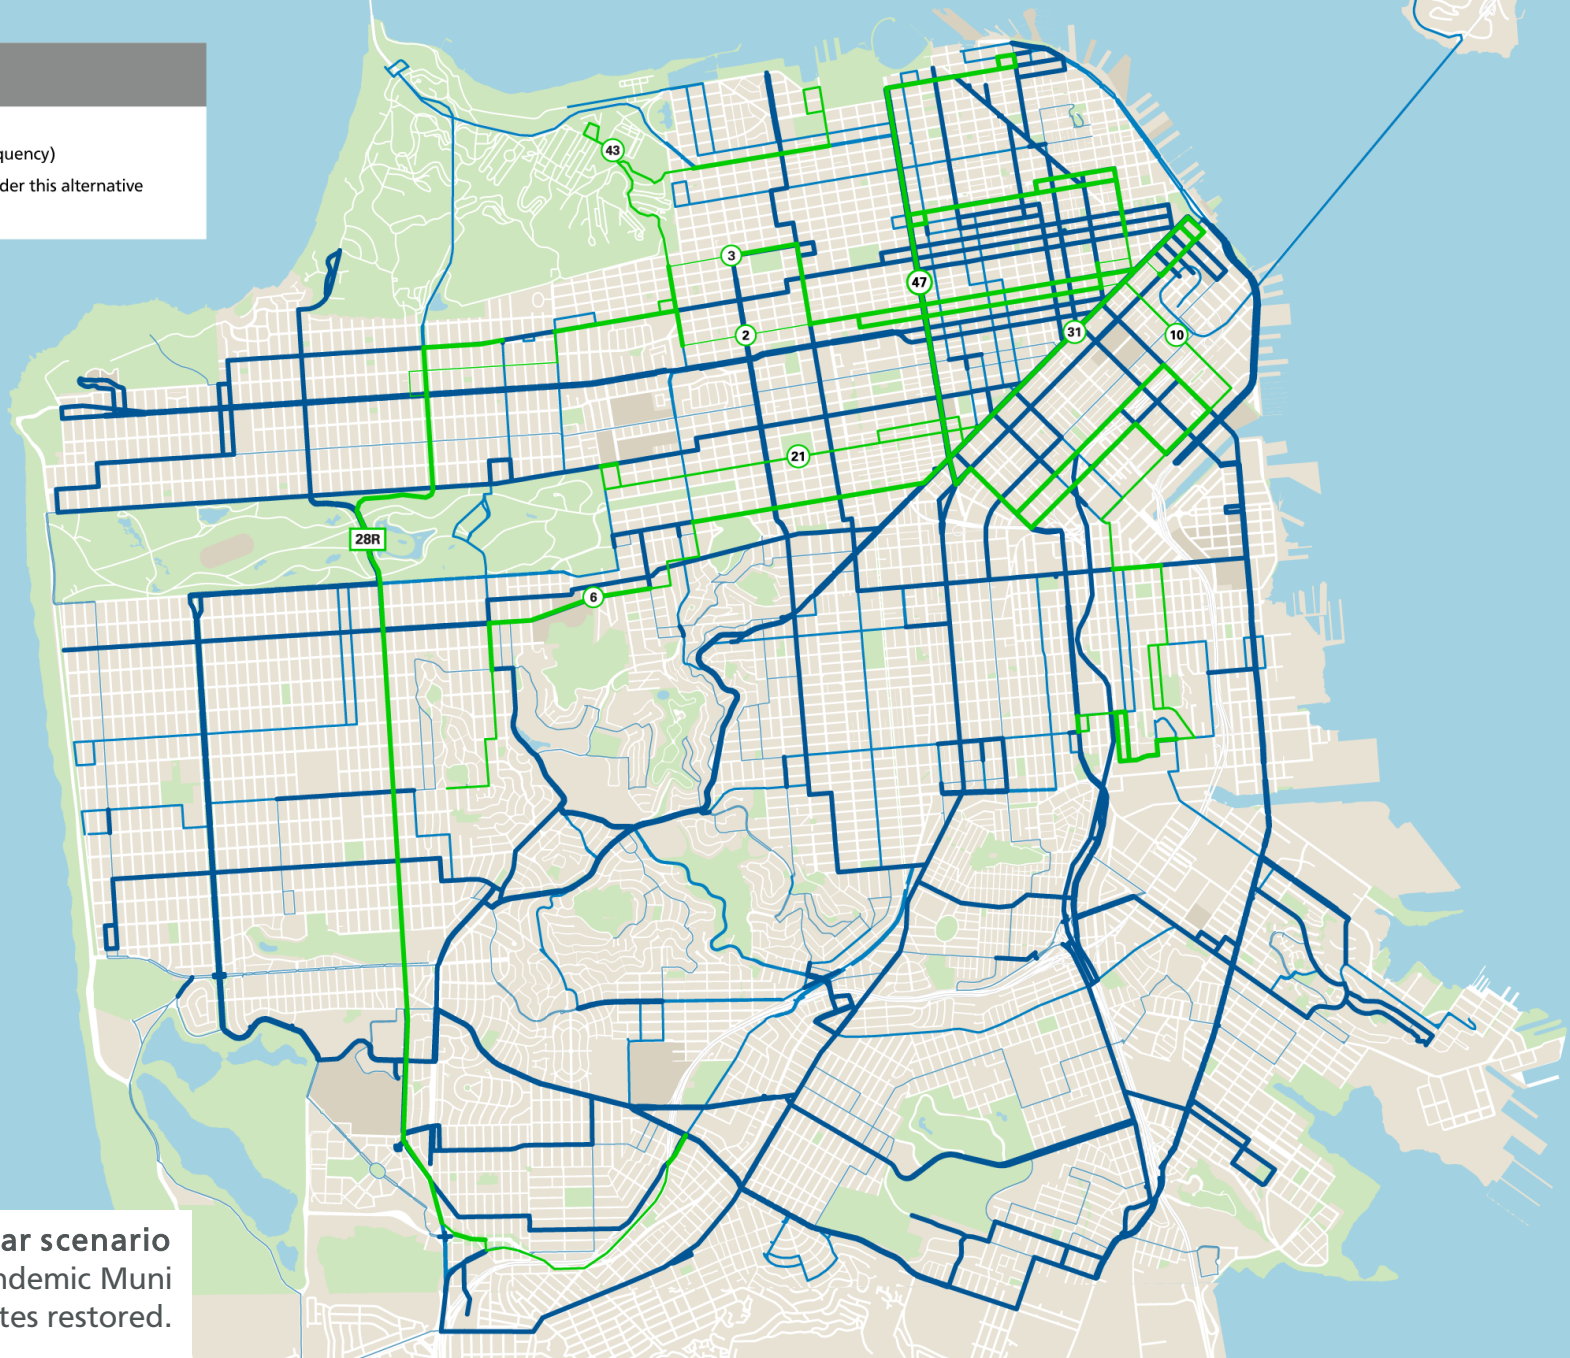 quency)
der this alternative
43
3
47
2
31
10
21
28R
6
ar scenario
ndemic Muni
tes restored.